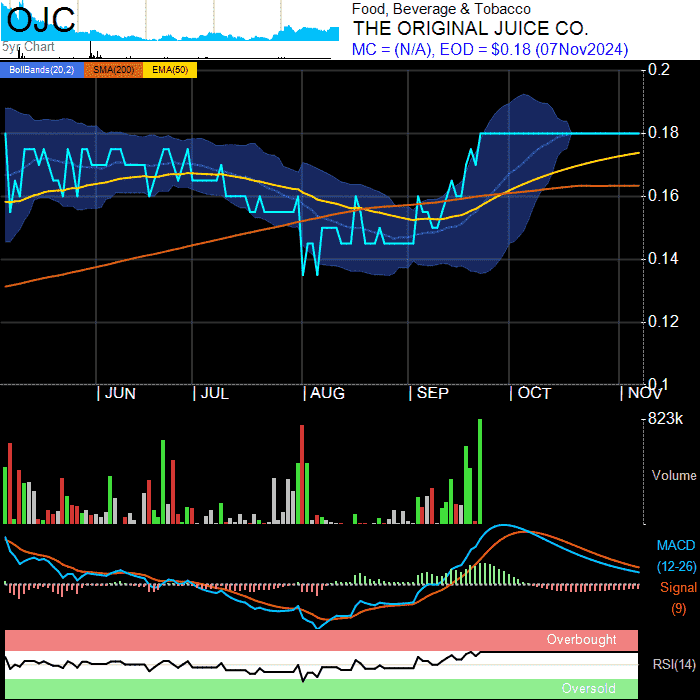 OJC
5yr Chart
Food, Beverage & Tobacco
THE ORIGINAL JUICE CO.
MC = (N/A), EOD = $0.18 (07Nov2024)
BollBands(20,2) SMA(200) EMA(50)
0.2
0.18
0.16
0.14
0.12
0.1
JUN JUL AUG SEP OCT NOV
823k
Volume
MACD
(12-26)
Signal
(9)
Overbought
RSI(14)
Oversold